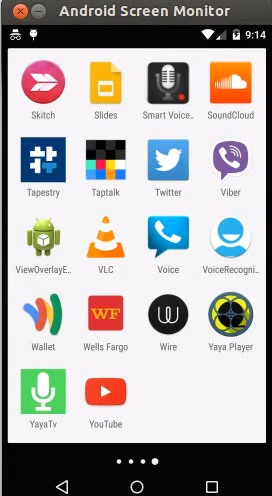 Android Screen Monitor
9:14
Skitch
Slides
Smart Voice..
SoundCloud
Tapestry
Taptalk
Twitter
Viber
ViewOverlayE..
VLC
Voice
VoiceRecogni..
Wallet
WF
Wells Fargo
Wire
Yaya Player
YayaTv
YouTube